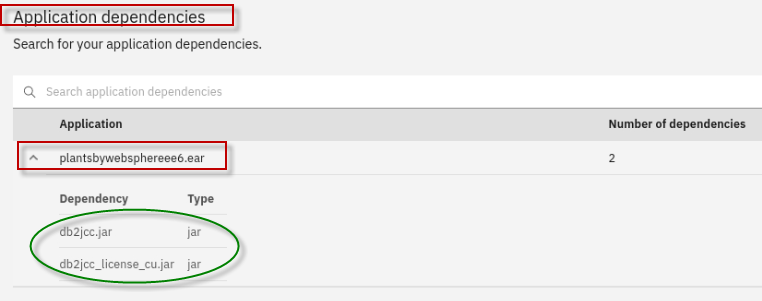 Application dependencies
Search for your application dependencies.
Search application dependencies
Application Number of dependencies
plantsbywebsphereee6.ear 2
Dependency Type
db2jcc.jar jar
db2jcc_license_cu.jar jar